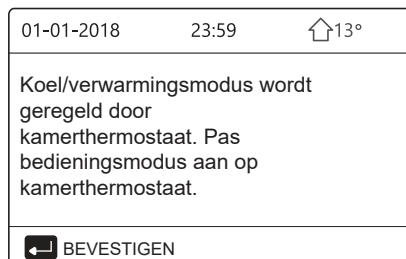 01-01-2018 23:59 13°
Koel/verwarmingsmodus wordt
geregeld door
kamerthermostaat. Pas
bedieningsmodus aan op
kamerthermostaat.
BEVESTIGEN